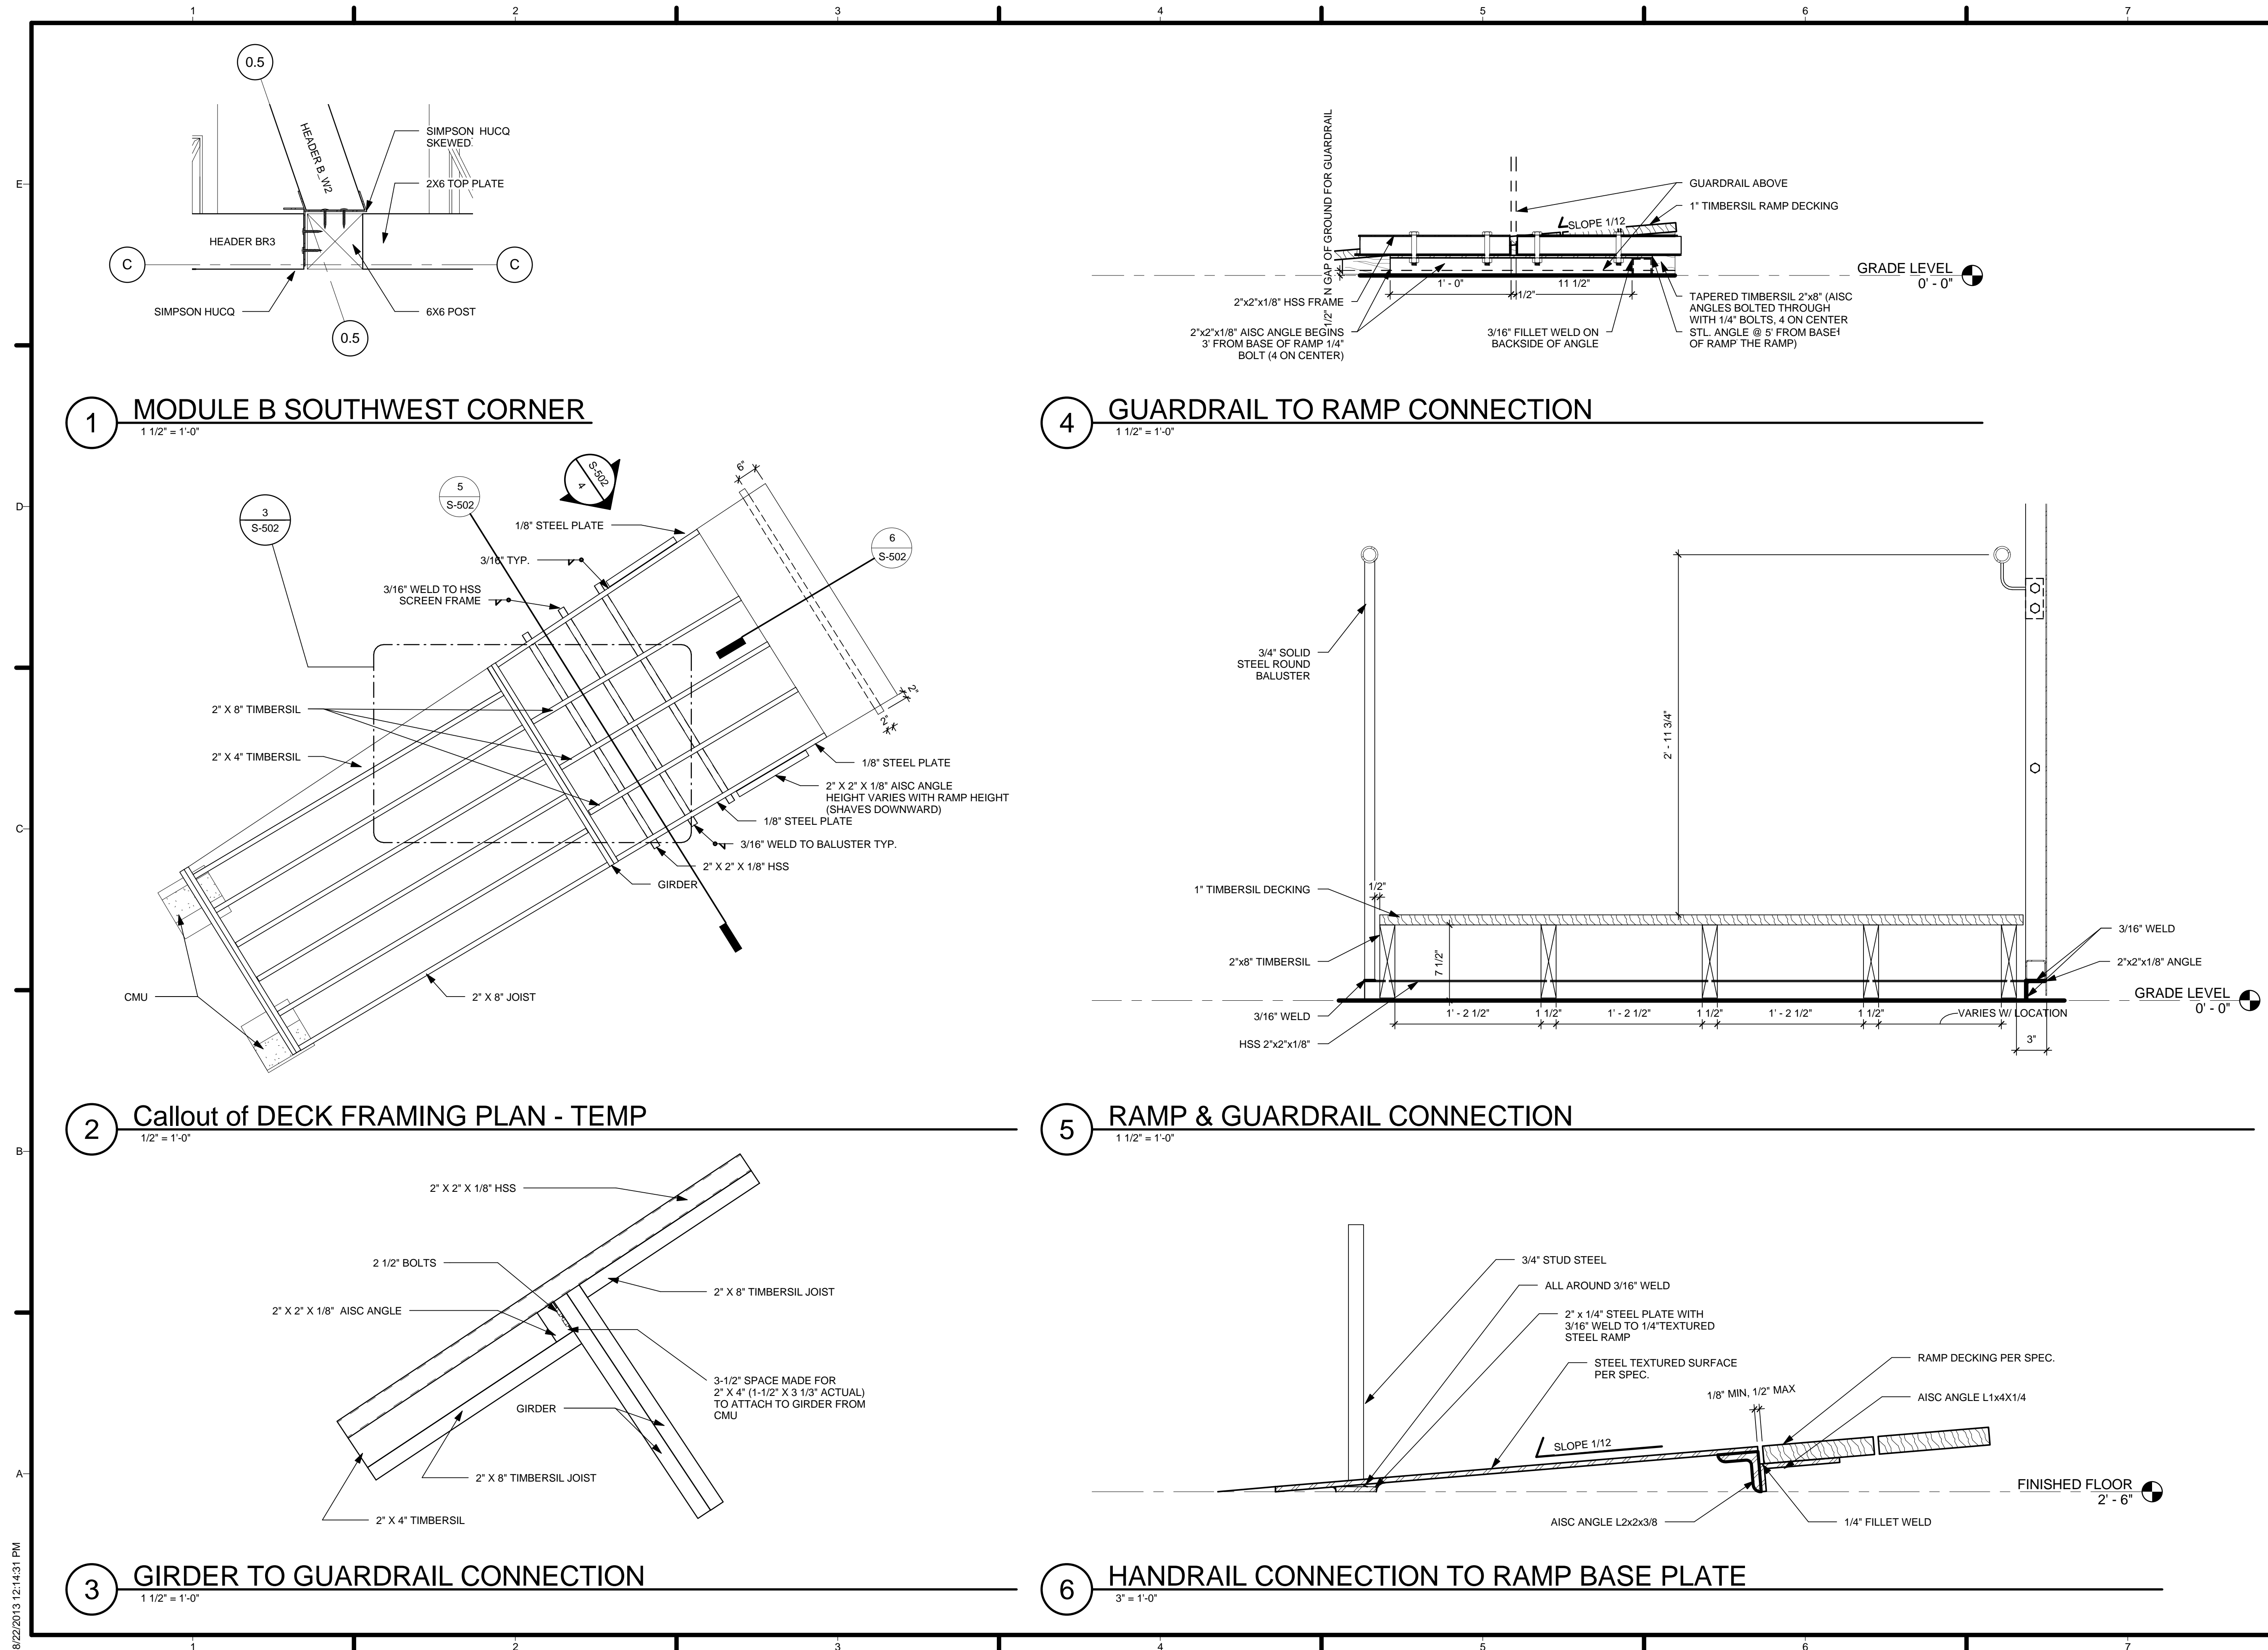 1 2 3 4 5 6 7
E
D
C
B
A
0.5
HEADER B_W2
SIMPSON HUCQ
SKEWED.
2X6 TOP PLATE
HEADER BR3
C
C
SIMPSON HUCQ
6X6 POST
0.5
1 MODULE B SOUTHWEST CORNER
1 1/2" = 1'-0"
GUARDRAIL ABOVE
1" TIMBERSIL RAMP DECKING
SLOPE 1/12
N GAP OF GROUND FOR GUARDRAIL
1/2"
GRADE LEVEL
0' - 0"
1' - 0"
1/2"
11 1/2"
2"x2"x1/8" HSS FRAME
2"x2"x1/8" AISC ANGLE BEGINS
3' FROM BASE OF RAMP 1/4"
BOLT (4 ON CENTER)
3/16" FILLET WELD ON
BACKSIDE OF ANGLE
TAPERED TIMBERSIL 2"x8" (AISC
ANGLES BOLTED THROUGH
WITH 1/4" BOLTS, 4 ON CENTER
STL. ANGLE @ 5' FROM BASE
OF RAMP THE RAMP)
4 GUARDRAIL TO RAMP CONNECTION
1 1/2" = 1'-0"
3
S-502
5
S-502
S-502
4
6
S-502
6"
1/8" STEEL PLATE
3/16" TYP.
3/16" WELD TO HSS
SCREEN FRAME
2" X 8" TIMBERSIL
2" X 4" TIMBERSIL
2"
2"
1/8" STEEL PLATE
2" X 2" X 1/8" AISC ANGLE
HEIGHT VARIES WITH RAMP HEIGHT
(SHAVES DOWNWARD)
1/8" STEEL PLATE
3/16" WELD TO BALUSTER TYP.
2" X 2" X 1/8" HSS
GIRDER
CMU
2" X 8" JOIST
2 Callout of DECK FRAMING PLAN - TEMP
1/2" = 1'-0"
3/4" SOLID
STEEL ROUND
BALUSTER
2' - 11 3/4"
1" TIMBERSIL DECKING
1/2"
2"x8" TIMBERSIL
7 1/2"
3/16" WELD
2"x2"x1/8" ANGLE
GRADE LEVEL
0' - 0"
3/16" WELD
HSS 2"x2"x1/8"
1' - 2 1/2"
1 1/2"
1' - 2 1/2"
1 1/2"
1' - 2 1/2"
1 1/2"
VARIES W/ LOCATION
3"
5 RAMP & GUARDRAIL CONNECTION
1 1/2" = 1'-0"
2" X 2" X 1/8" HSS
2 1/2" BOLTS
2" X 2" X 1/8" AISC ANGLE
2" X 8" TIMBERSIL JOIST
3-1/2" SPACE MADE FOR
2" X 4" (1-1/2" X 3 1/3" ACTUAL)
TO ATTACH TO GIRDER FROM
CMU
GIRDER
2" X 8" TIMBERSIL JOIST
2" X 4" TIMBERSIL
3 GIRDER TO GUARDRAIL CONNECTION
1 1/2" = 1'-0"
3/4" STUD STEEL
ALL AROUND 3/16" WELD
2" x 1/4" STEEL PLATE WITH
3/16" WELD TO 1/4"TEXTURED
STEEL RAMP
STEEL TEXTURED SURFACE
PER SPEC.
1/8" MIN, 1/2" MAX
RAMP DECKING PER SPEC.
AISC ANGLE L1x4X1/4
SLOPE 1/12
FINISHED FLOOR
2' - 6"
AISC ANGLE L2x2x3/8
1/4" FILLET WELD
6 HANDRAIL CONNECTION TO RAMP BASE PLATE
3" = 1'-0"
8/22/2013 12:14:31 PM
1 2 3 4 5 6 7